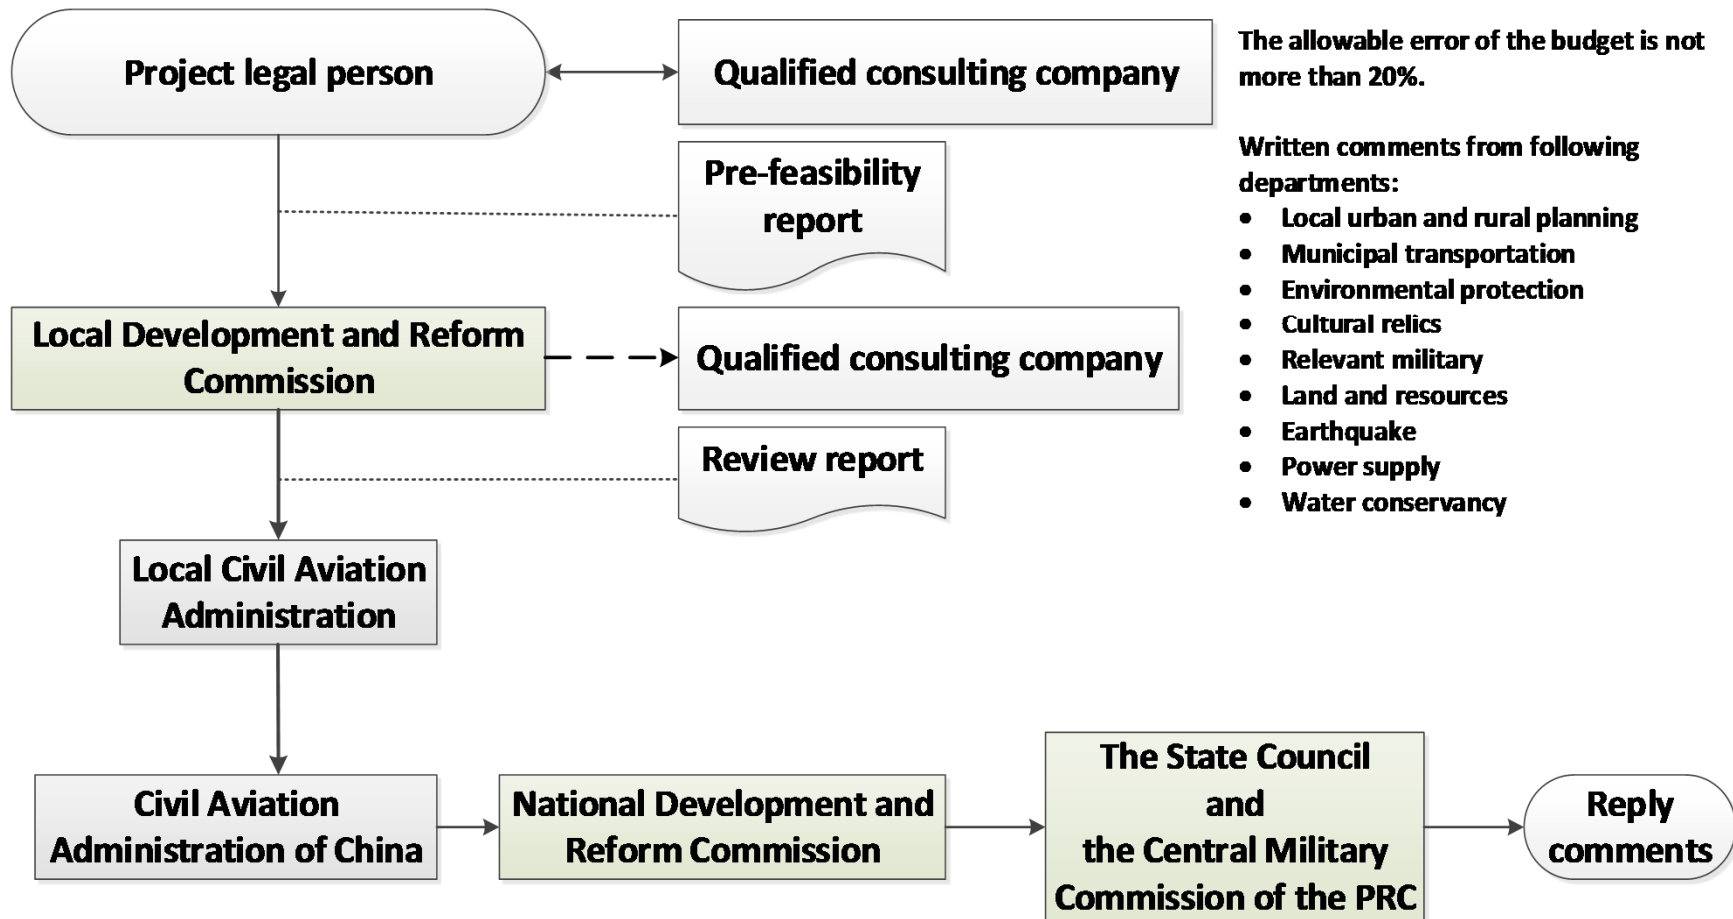 Project legal person
Qualified consulting company
The allowable error of the budget is not
more than 20%.
Written comments from following
departments:
• Local urban and rural planning
• Municipal transportation
• Environmental protection
• Cultural relics
• Relevant military
• Land and resources
• Earthquake
• Power supply
• Water conservancy
Pre-feasibility
report
Local Development and Reform
Commission
Qualified consulting company
Review report
Local Civil Aviation
Administration
Civil Aviation
Administration of China
National Development and
Reform Commission
The State Council
and
the Central Military
Commission of the PRC
Reply
comments